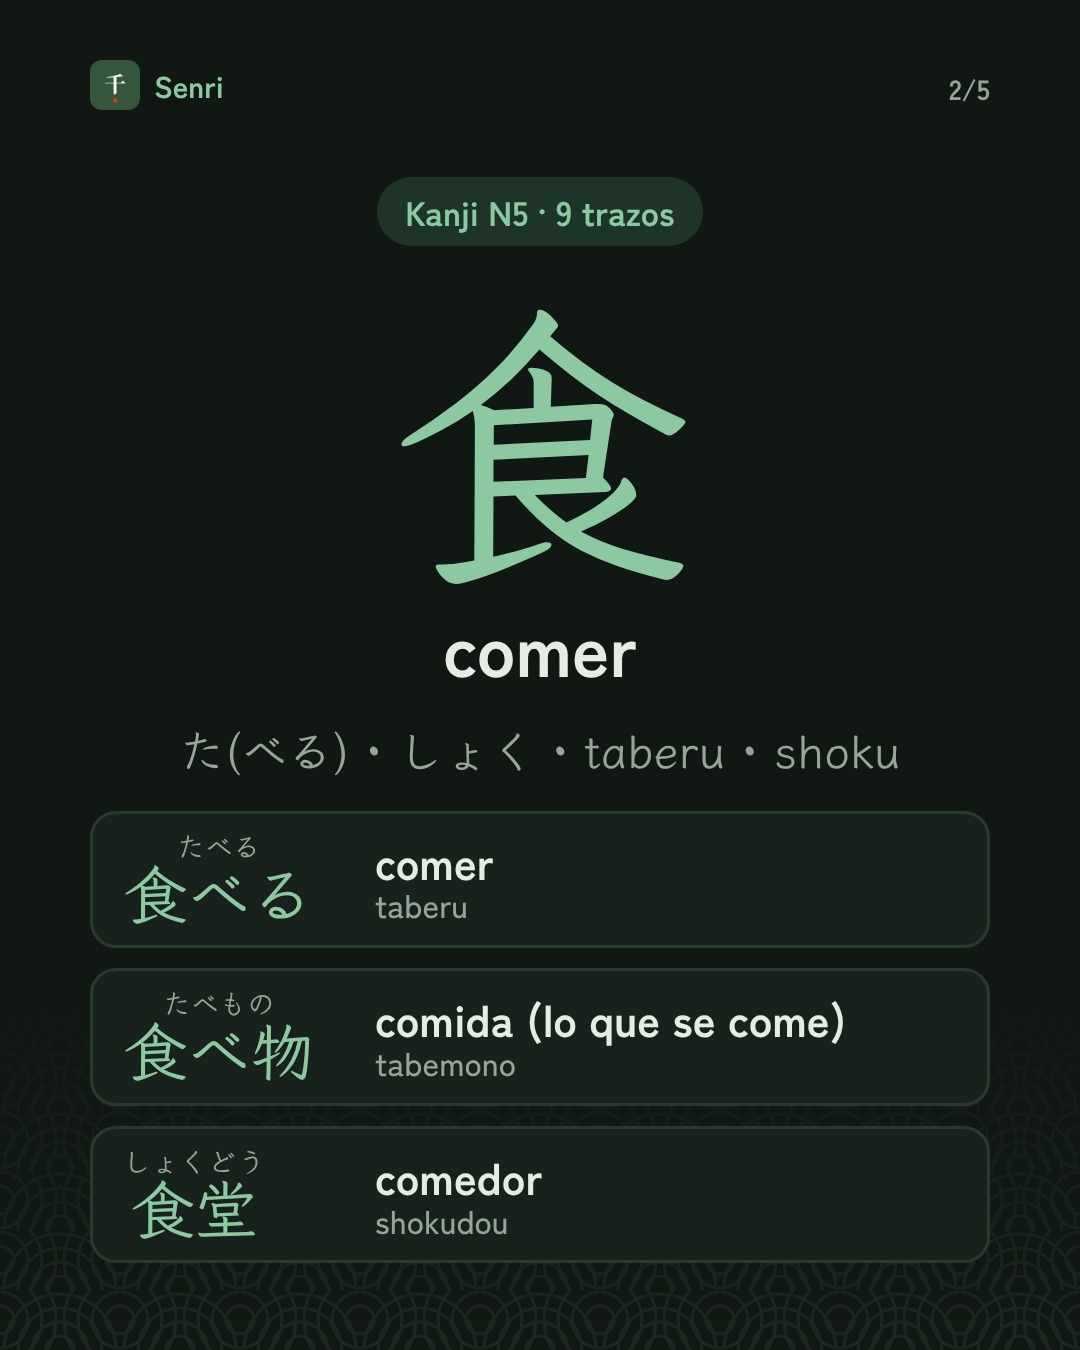 千 Senri
2/5
Kanji N5 · 9 trazos
食
comer
た(べる)・しょく・taberu・shoku
たべる
食べる
comer
taberu
たべもの
食べ物
comida (lo que se come)
tabemono
しょくどう
食堂
comedor
shokudou